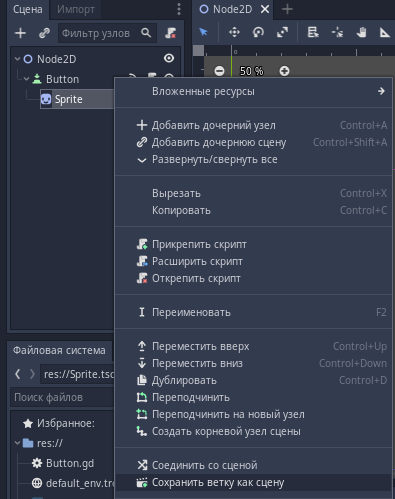 Сцена Импорт
Node2D
Фильтр узлов
Node2D
50 %
0
Button
Sprite
Вложенные ресурсы
Добавить дочерний узел Control+A
Добавить дочернюю сцену Control+Shift+A
Развернуть/свернуть все
Вырезать Control+X
Копировать Control+C
Прикрепить скрипт
Расширить скрипт
Открепить скрипт
Переименовать F2
Переместить вверх Control+Up
Переместить вниз Control+Down
Дублировать Control+D
Переподчинить
Переподчинить на новый узел
Создать корневой узел сцены
Соединить со сценой
Сохранить ветку как сцену
Файловая система
res://Sprite.tsc
Поиск файлов
Избранное:
res://
Button.gd
default_env.tre